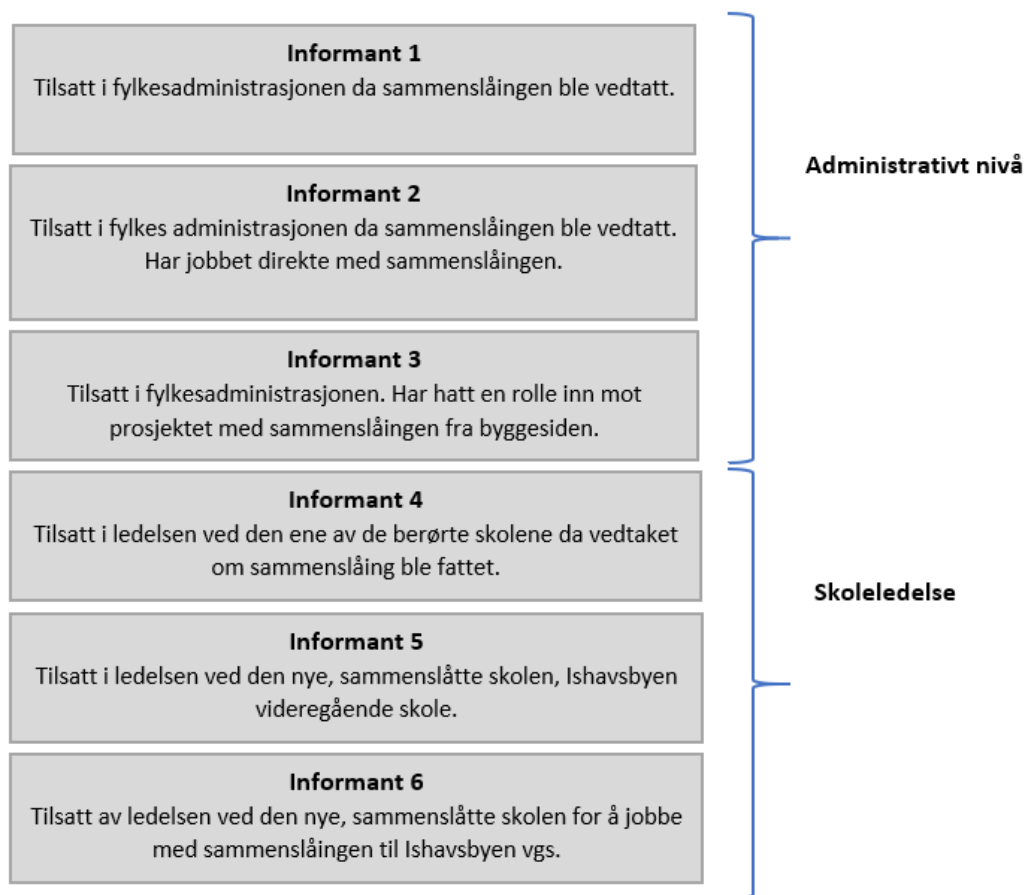 Informant 1
Tilsatt i fylkesadministrasjonen da sammenslåingen ble vedtatt.
Informant 2
Tilsatt i fylkes administrasjonen da sammenslåingen ble vedtatt.
Har jobbet direkte med sammenslåingen.
Informant 3
Tilsatt i fylkesadministrasjonen. Har hatt en rolle inn mot
prosjektet med sammenslåingen fra byggesiden.
Administrativt nivå
Informant 4
Tilsatt i ledelsen ved den ene av de berørte skolene da vedtaket
om sammenslåing ble fattet.
Informant 5
Tilsatt i ledelsen ved den nye, sammenslåtte skolen, Ishavsbyen
videregående skole.
Informant 6
Tilsatt av ledelsen ved den nye, sammenslåtte skolen for å jobbe
med sammenslåingen til Ishavsbyen vgs.
Skoleledelse